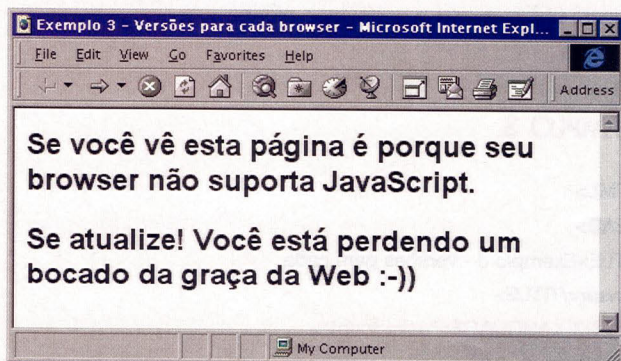 Exemplo 3 - Versões para cada browser - Microsoft Internet Expl...
File Edit View Go Favorites Help
Address
Se você vê esta página é porque seu
browser não suporta JavaScript.
Se atualize! Você está perdendo um
bocado da graça da Web :-))
My Computer